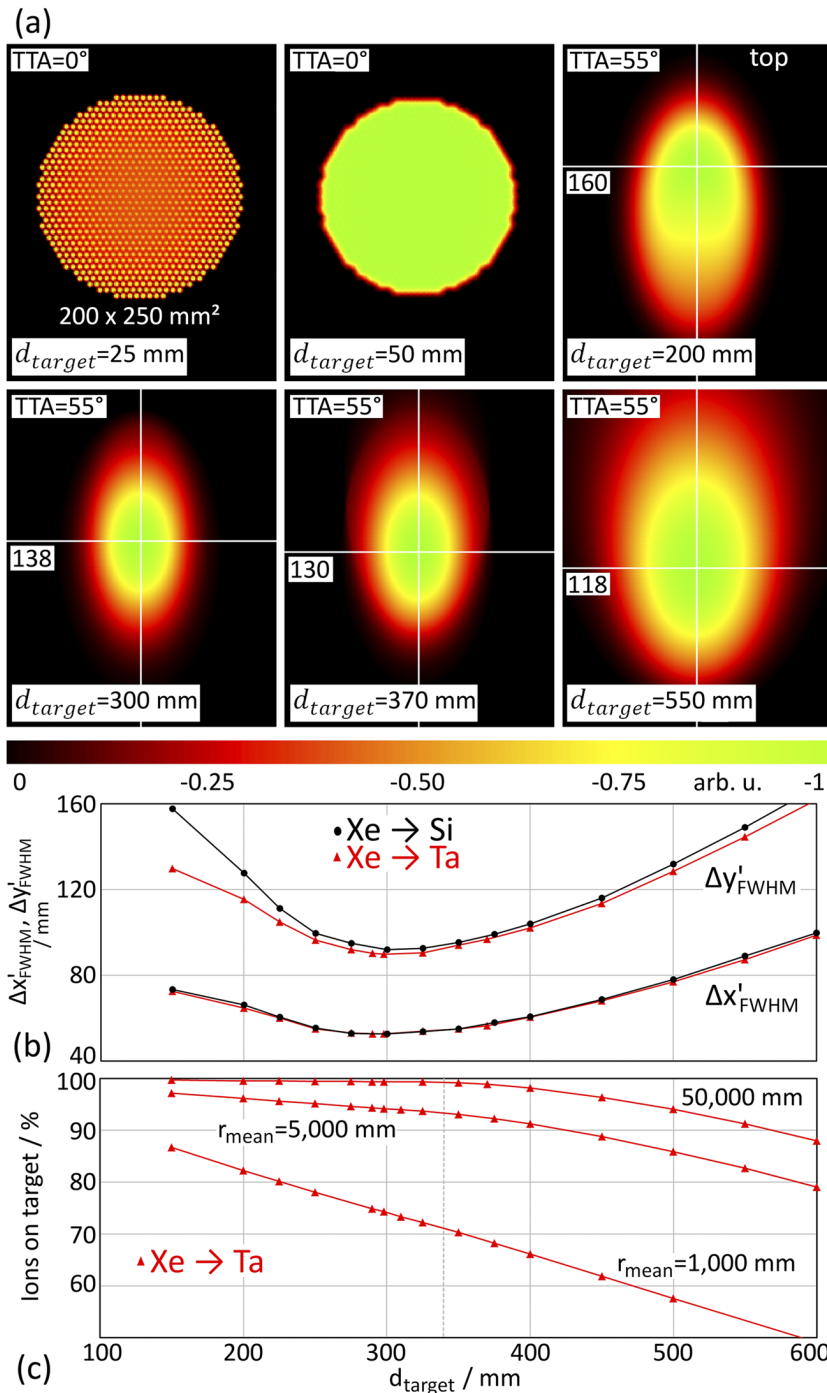 (a)
TTA=0°
TTA=0°
TTA=55°
top
160
200 x 250 mm²
d_target=25 mm
d_target=50 mm
d_target=200 mm
TTA=55°
TTA=55°
TTA=55°
138
130
118
d_target=300 mm
d_target=370 mm
d_target=550 mm
0 -0.25 -0.50 -0.75 arb. u. -1
160
Xe → Si
Xe → Ta
120
Δy'FWHM
Δx'FWHM, Δy'FWHM
/mm
80
Δx'FWHM
(b)
40
100
50,000 mm
90
r_mean=5,000 mm
80
Ions on target / %
70
Xe → Ta
r_mean=1,000 mm
60
100 200 300 400 500 600
(c)
d_target / mm